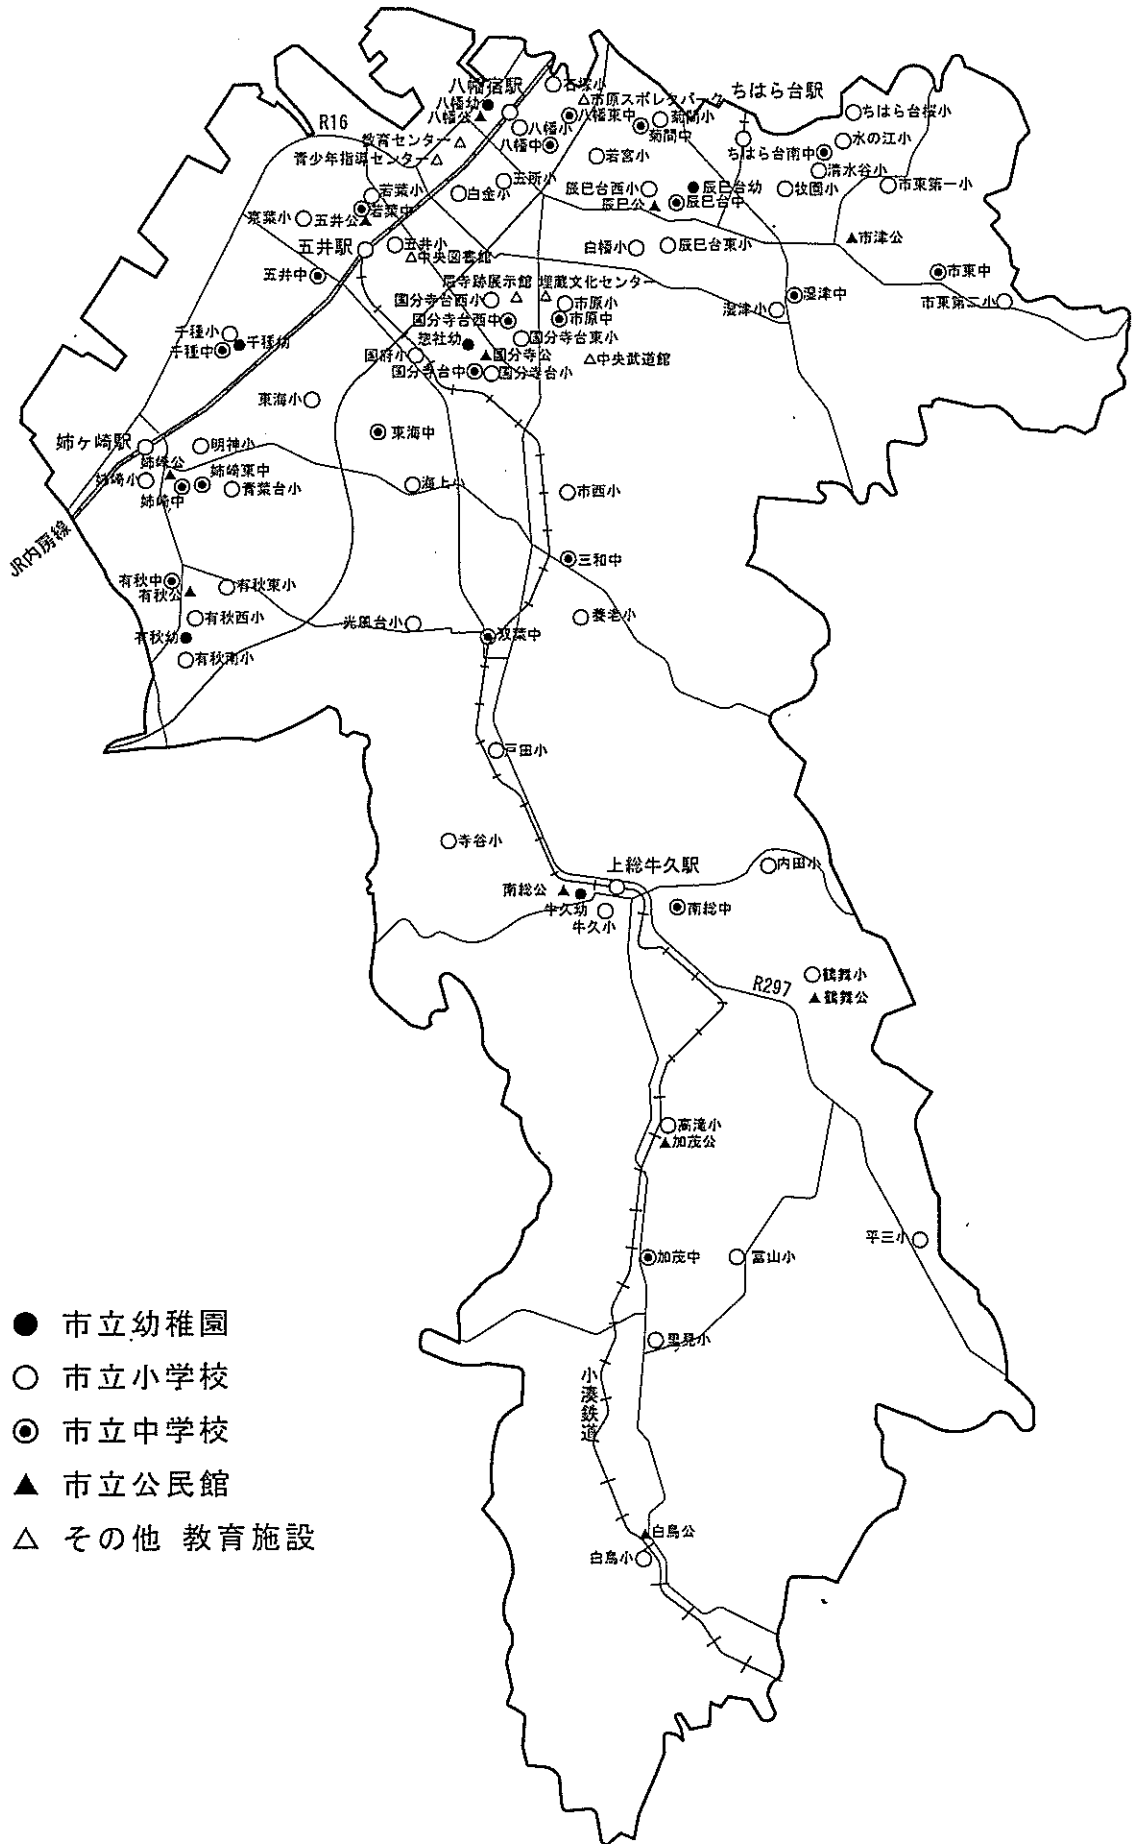 八幡宿駅
石塚小
ちはら台駅
八幡幼
八幡公
△市原スポレクパーク
八幡東中
菊間小
ちはら台桜小
R16
教育センター△
八幡小
菊間中
水の江小
青少年指導センター△
八幡中
若宮小
ちはら台南中
清水谷小
若葉小
白金小
五所小
辰巳台西小
辰巳台幼
牧園小
市東第一小
京葉小
五井公
若葉中
辰巳公
辰巳台中
五井駅
五井小
△中央図書館
白幡小
辰巳台東小
市津公
五井中
尼寺跡展示館
埋蔵文化センター
市東中
国分寺台西小
市原小
湿津小
湿津中
市東第二小
千種小
千種幼
千種中
国分寺台西中
市原中
惣社幼
国分寺台東小
国府小
国分寺公
△中央武道館
国分寺台中
国分寺台小
東海小
東海中
姉ヶ崎駅
明神小
姉崎公
姉崎小
姉崎東中
姉崎中
青葉台小
海上小
市西小
JR内房線
三和中
有秋中
有秋公
有秋東小
有秋西小
光風台小
養老小
有秋幼
双葉中
有秋南小
戸田小
寺谷小
上総牛久駅
内田小
南総公
牛久幼
牛久小
南総中
鶴舞小
R297
鶴舞公
高滝小
加茂公
平三小
加茂中
富山小
里見小
小湊鉄道
白鳥公
白鳥小
● 市立幼稚園
○ 市立小学校
◉ 市立中学校
▲ 市立公民館
△ その他 教育施設